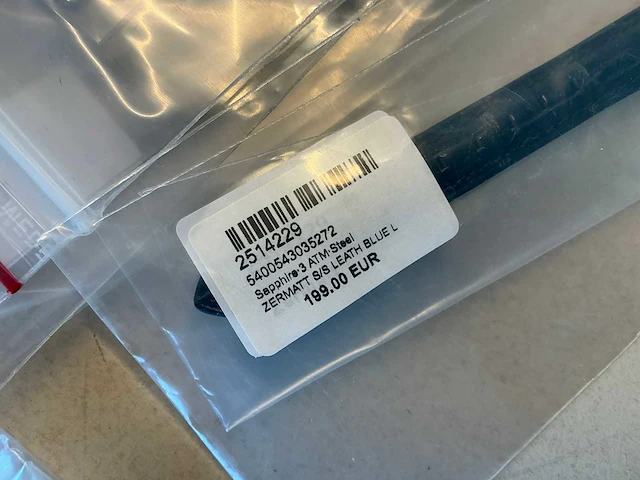 2514229
5400543035272
Sapphire·3 ATM·Steel
ZERMATT S/S LEATH BLUE L
199.00 EUR